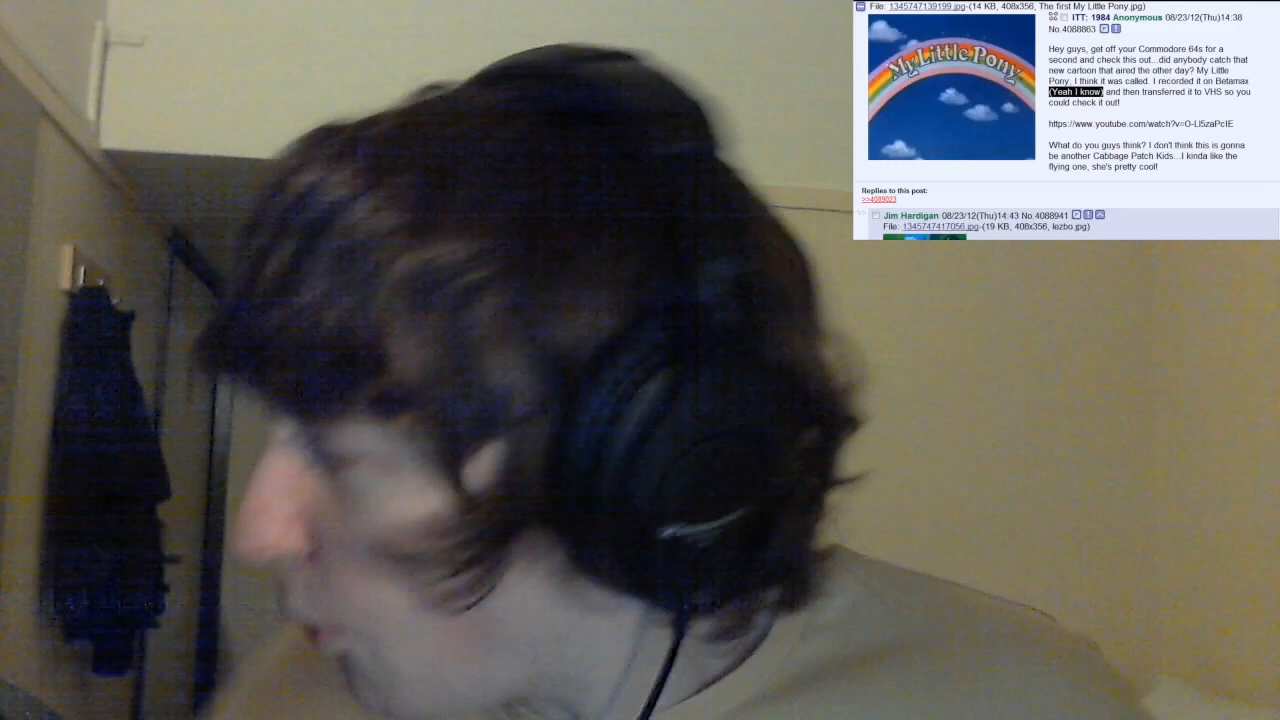 File: 1345747139199.jpg-(14 KB, 408x356, The first My Little Pony.jpg)
My Little Pony
ITT: 1984 Anonymous 08/23/12(Thu)14:38
No.4088863
Hey guys, get off your Commodore 64s for a
second and check this out...did anybody catch that
new cartoon that aired the other day? My Little
Pony, I think it was called. I recorded it on Betamax
(Yeah I know) and then transferred it to VHS so you
could check it out!
https://www.youtube.com/watch?v=O-Ll5zaPcIE
What do you guys think? I don't think this is gonna
be another Cabbage Patch Kids...I kinda like the
flying one, she's pretty cool!
Replies to this post:
>>4089023
>> Jim Hardigan 08/23/12(Thu)14:43 No.4088941
File: 1345747417056.jpg-(19 KB, 408x356, lezbo.jpg)